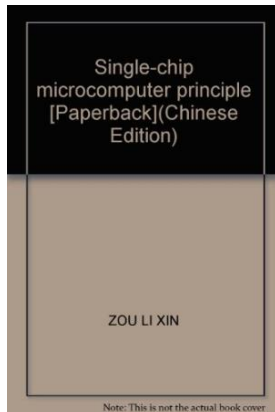 Single-chip
microcomputer principle
[Paperback](Chinese
Edition)
ZOU LI XIN
Note: This is not the actual book cover